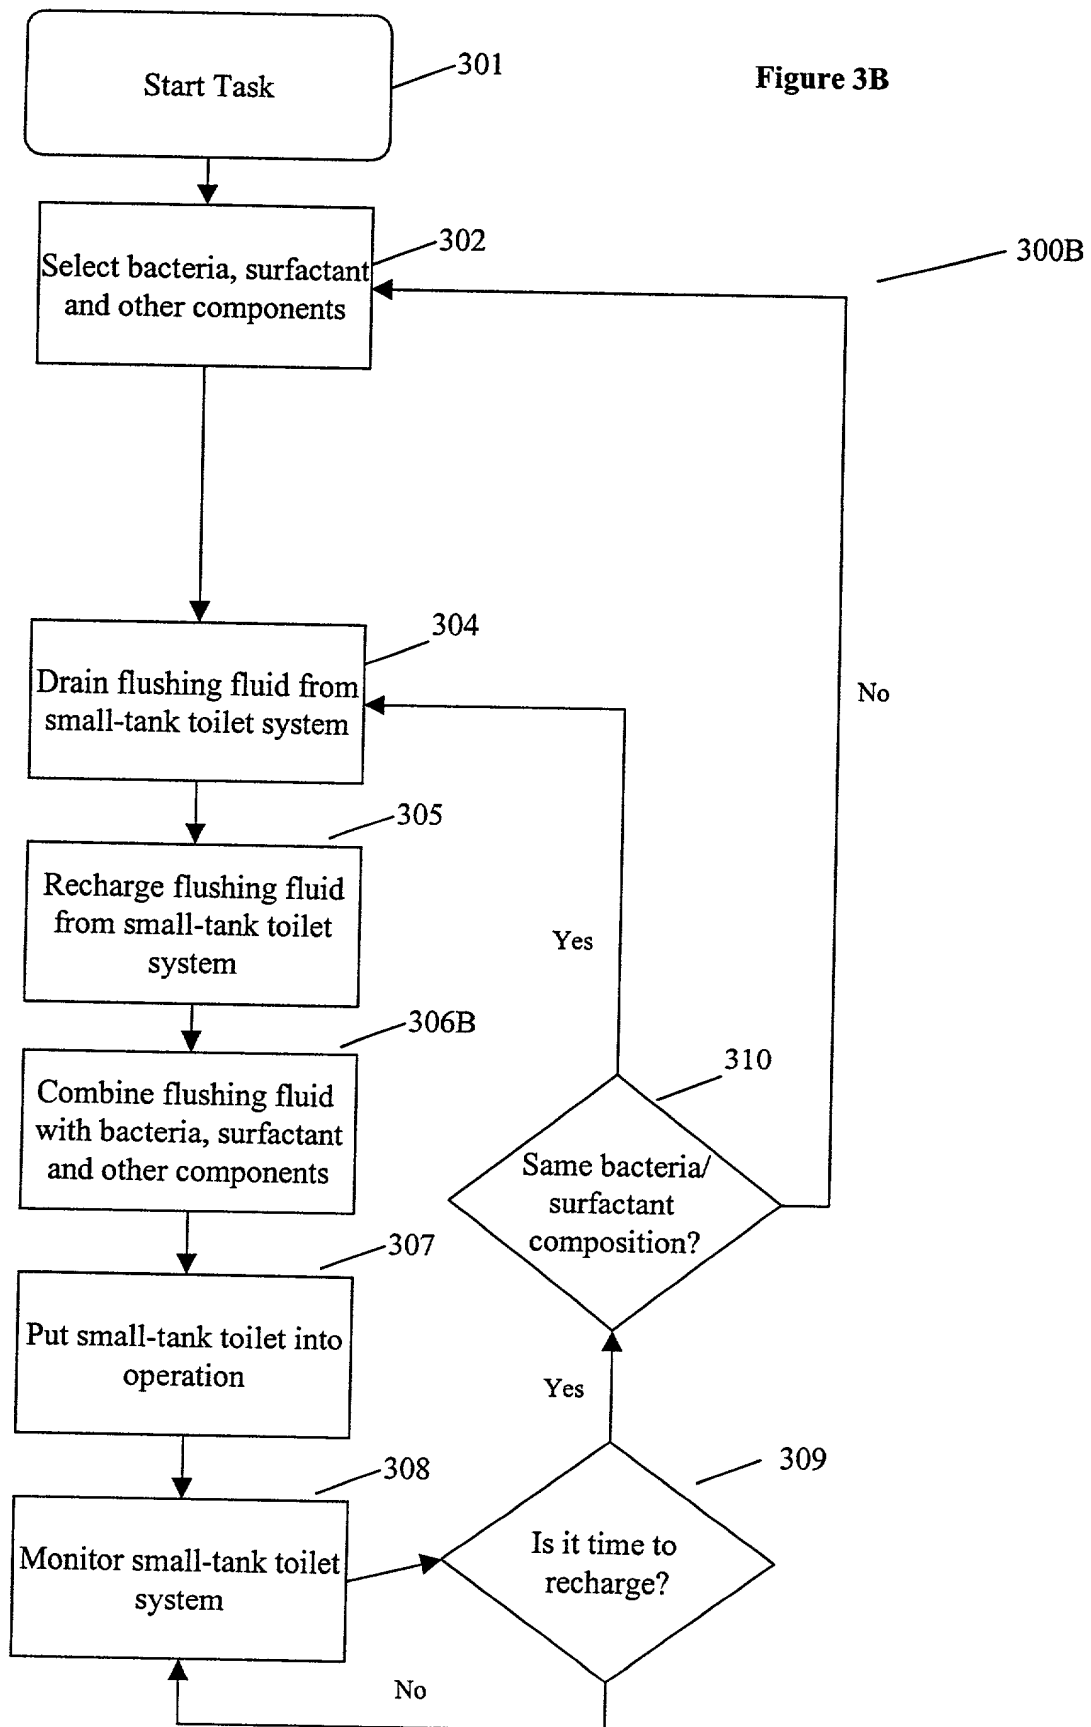 Start Task
301
Figure 3B
302
Select bacteria, surfactant
and other components
300B
304
Drain flushing fluid from
small-tank toilet system
No
305
Recharge flushing fluid
from small-tank toilet
system
Yes
306B
Combine flushing fluid
with bacteria, surfactant
and other components
310
Same bacteria/
surfactant
composition?
307
Put small-tank toilet into
operation
Yes
308
Monitor small-tank toilet
system
309
Is it time to
recharge?
No